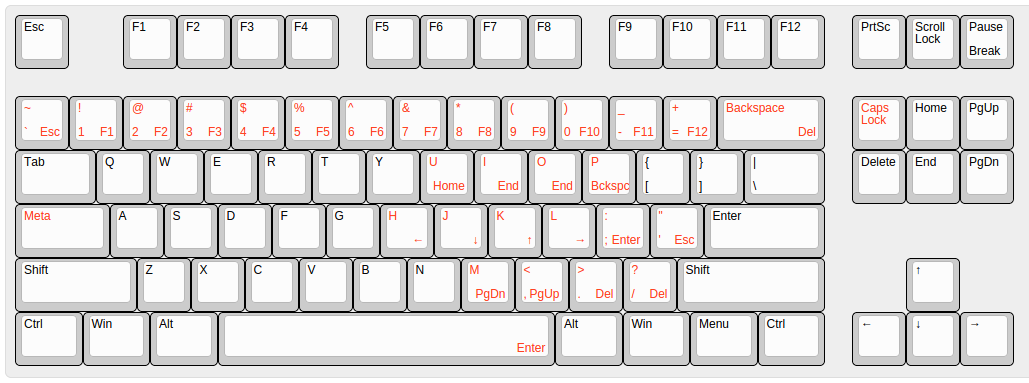 Esc F1 F2 F3 F4 F5 F6 F7 F8 F9 F10 F11 F12 PrtSc Scroll Pause
Lock Break
~ ! @ # $ % ^ & * ( ) _ + Backspace Caps Home PgUp
Lock
` Esc 1 F1 2 F2 3 F3 4 F4 5 F5 6 F6 7 F7 8 F8 9 F9 0 F10 - F11 = F12 Del
Tab Q W E R T Y U I O P { } | Delete End PgDn
Home End End Bckspc [ ] \
Meta A S D F G H J K L : " Enter
← ↓ ↑ → ; Enter ' Esc
Shift Z X C V B N M < > ? Shift ↑
PgDn , PgUp . Del / Del
Ctrl Win Alt Alt Win Menu Ctrl ← ↓ →
Enter